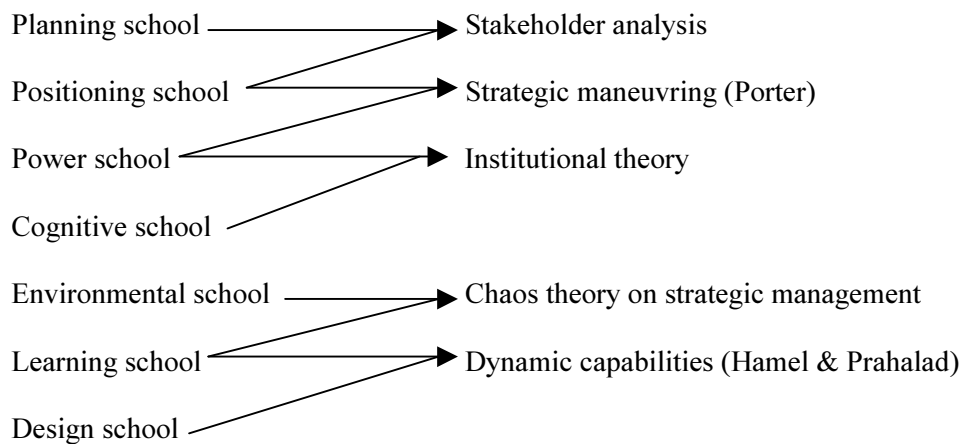 Planning school Stakeholder analysis
Positioning school Strategic maneuvring (Porter)
Power school Institutional theory
Cognitive school
Environmental school Chaos theory on strategic management
Learning school Dynamic capabilities (Hamel & Prahalad)
Design school